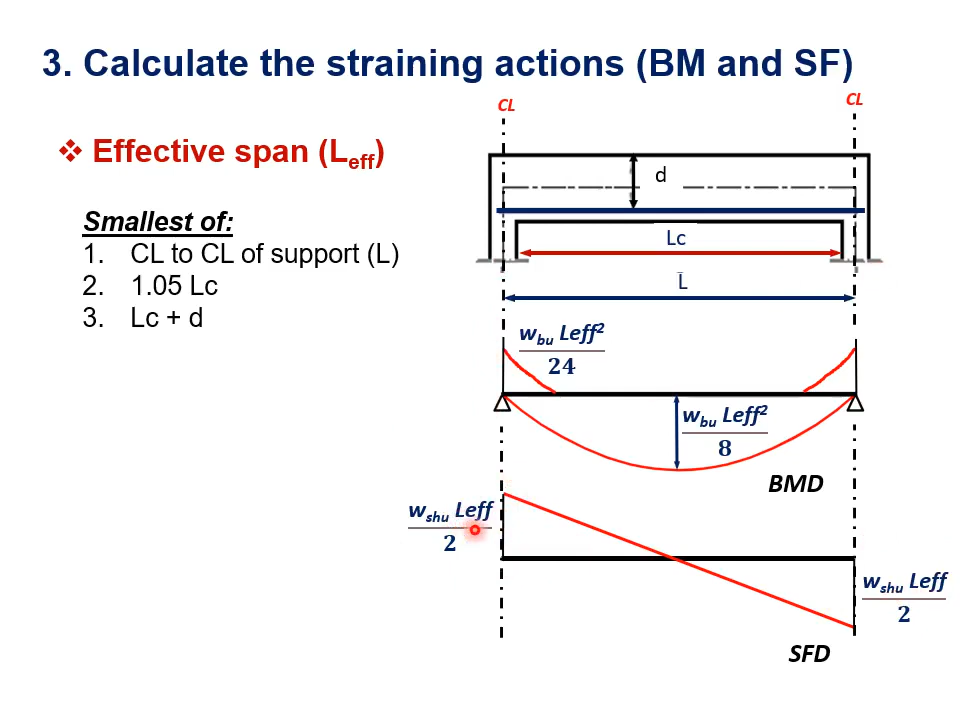 3. Calculate the straining actions (BM and SF)
CL
CL
❖ Effective span (Leff)
d
Smallest of:
1. CL to CL of support (L)
2. 1.05 Lc
3. Lc + d
Lc
L
wbu Leff²
24
wbu Leff²
8
BMD
wshu Leff
2
wshu Leff
2
SFD